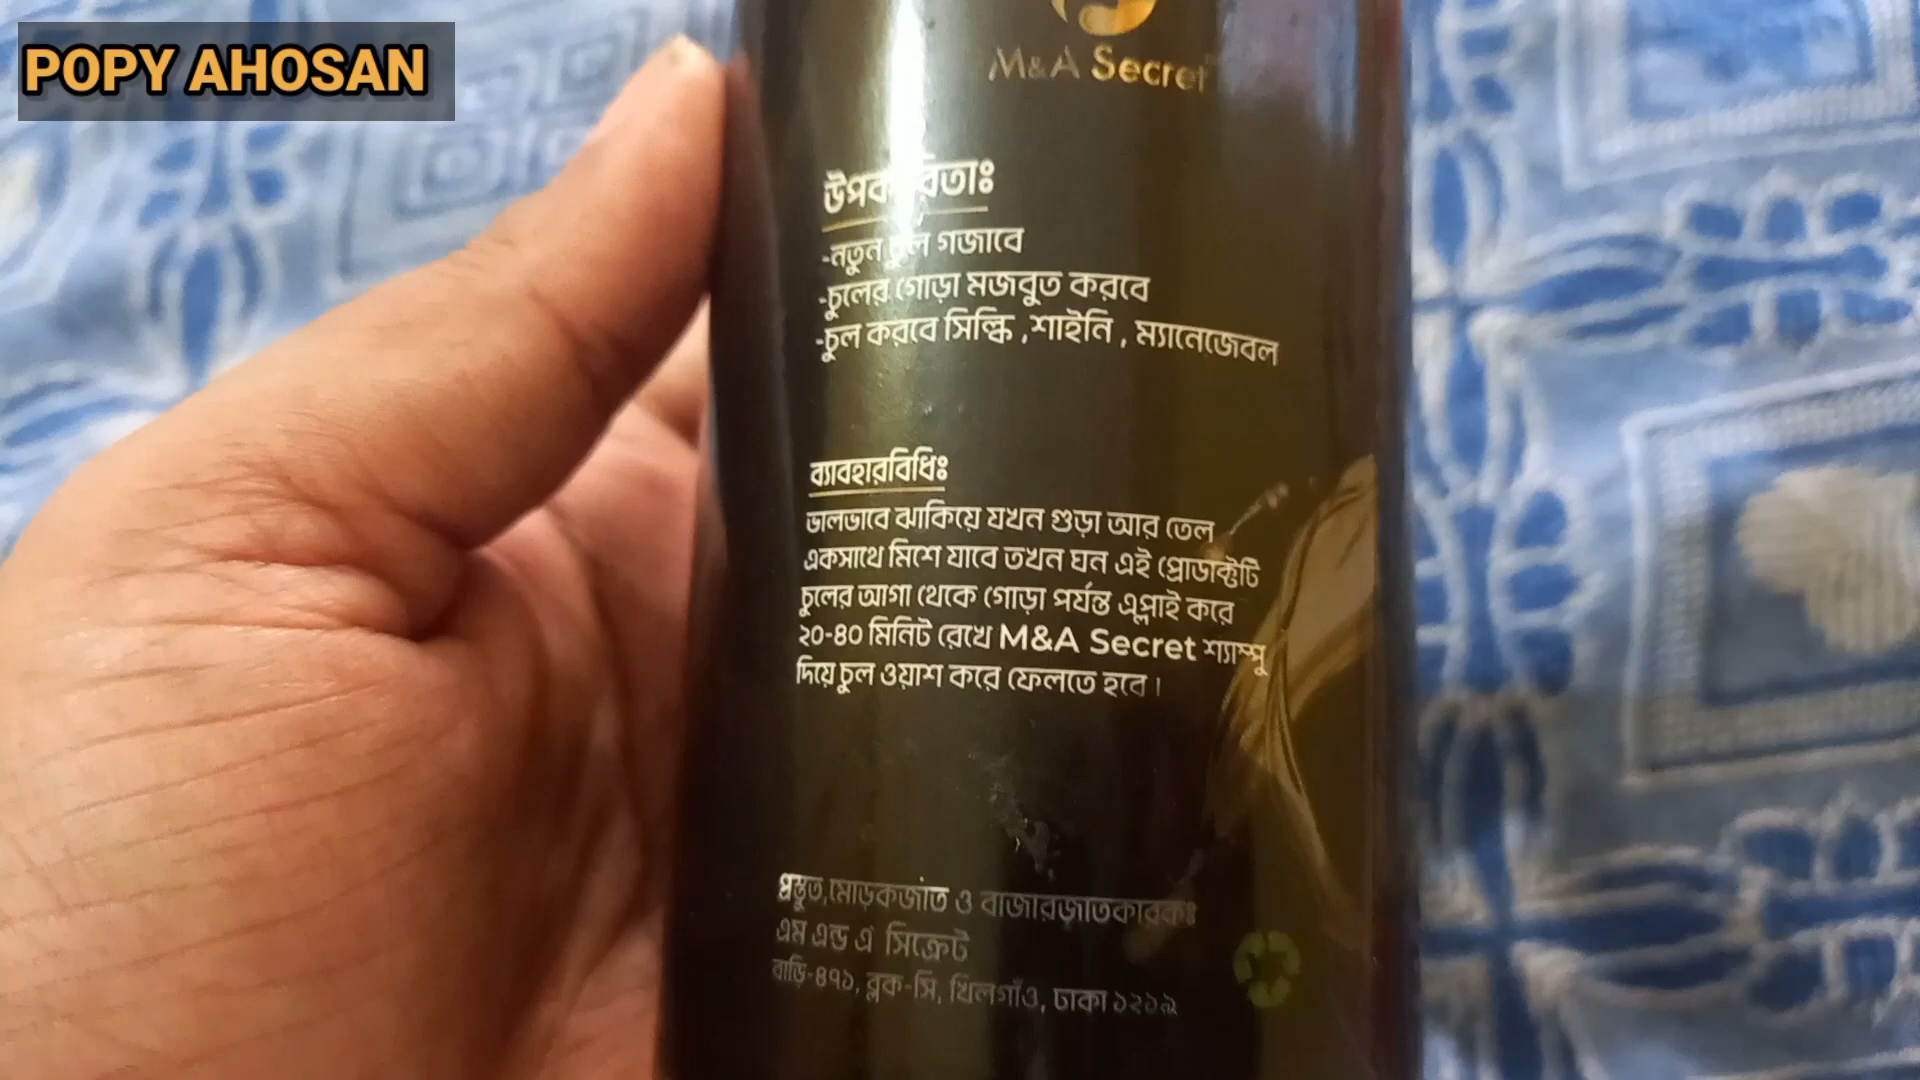 POPY AHOSAN
M&A Secret
-নতুন চুল গজাবে
-চুলের গোড়া মজবুত করবে
-চুল করবে সিল্কি ,শাইনি , ম্যানেজেবল
ব্যাবহারবিধিঃ
ভালভাবে ঝাকিয়ে যখন গুড়া আর তেল
একসাথে মিশে যাবে তখন ঘন এই প্রোডাক্টটি
চুলের আগা থেকে গোড়া পর্যন্ত এপ্লাই করে
২০-৪০ মিনিট রেখে M&A Secret শ্যাম্পু
দিয়ে চুল ওয়াশ করে ফেলতে হবে।
প্রস্তুত,মোড়কজাত ও বাজারজাতকারকঃ
এম এন্ড এ সিক্রেট
বাড়ি-৪৭১, ব্লক-সি, খিলগাঁও, ঢাকা ১২১৯